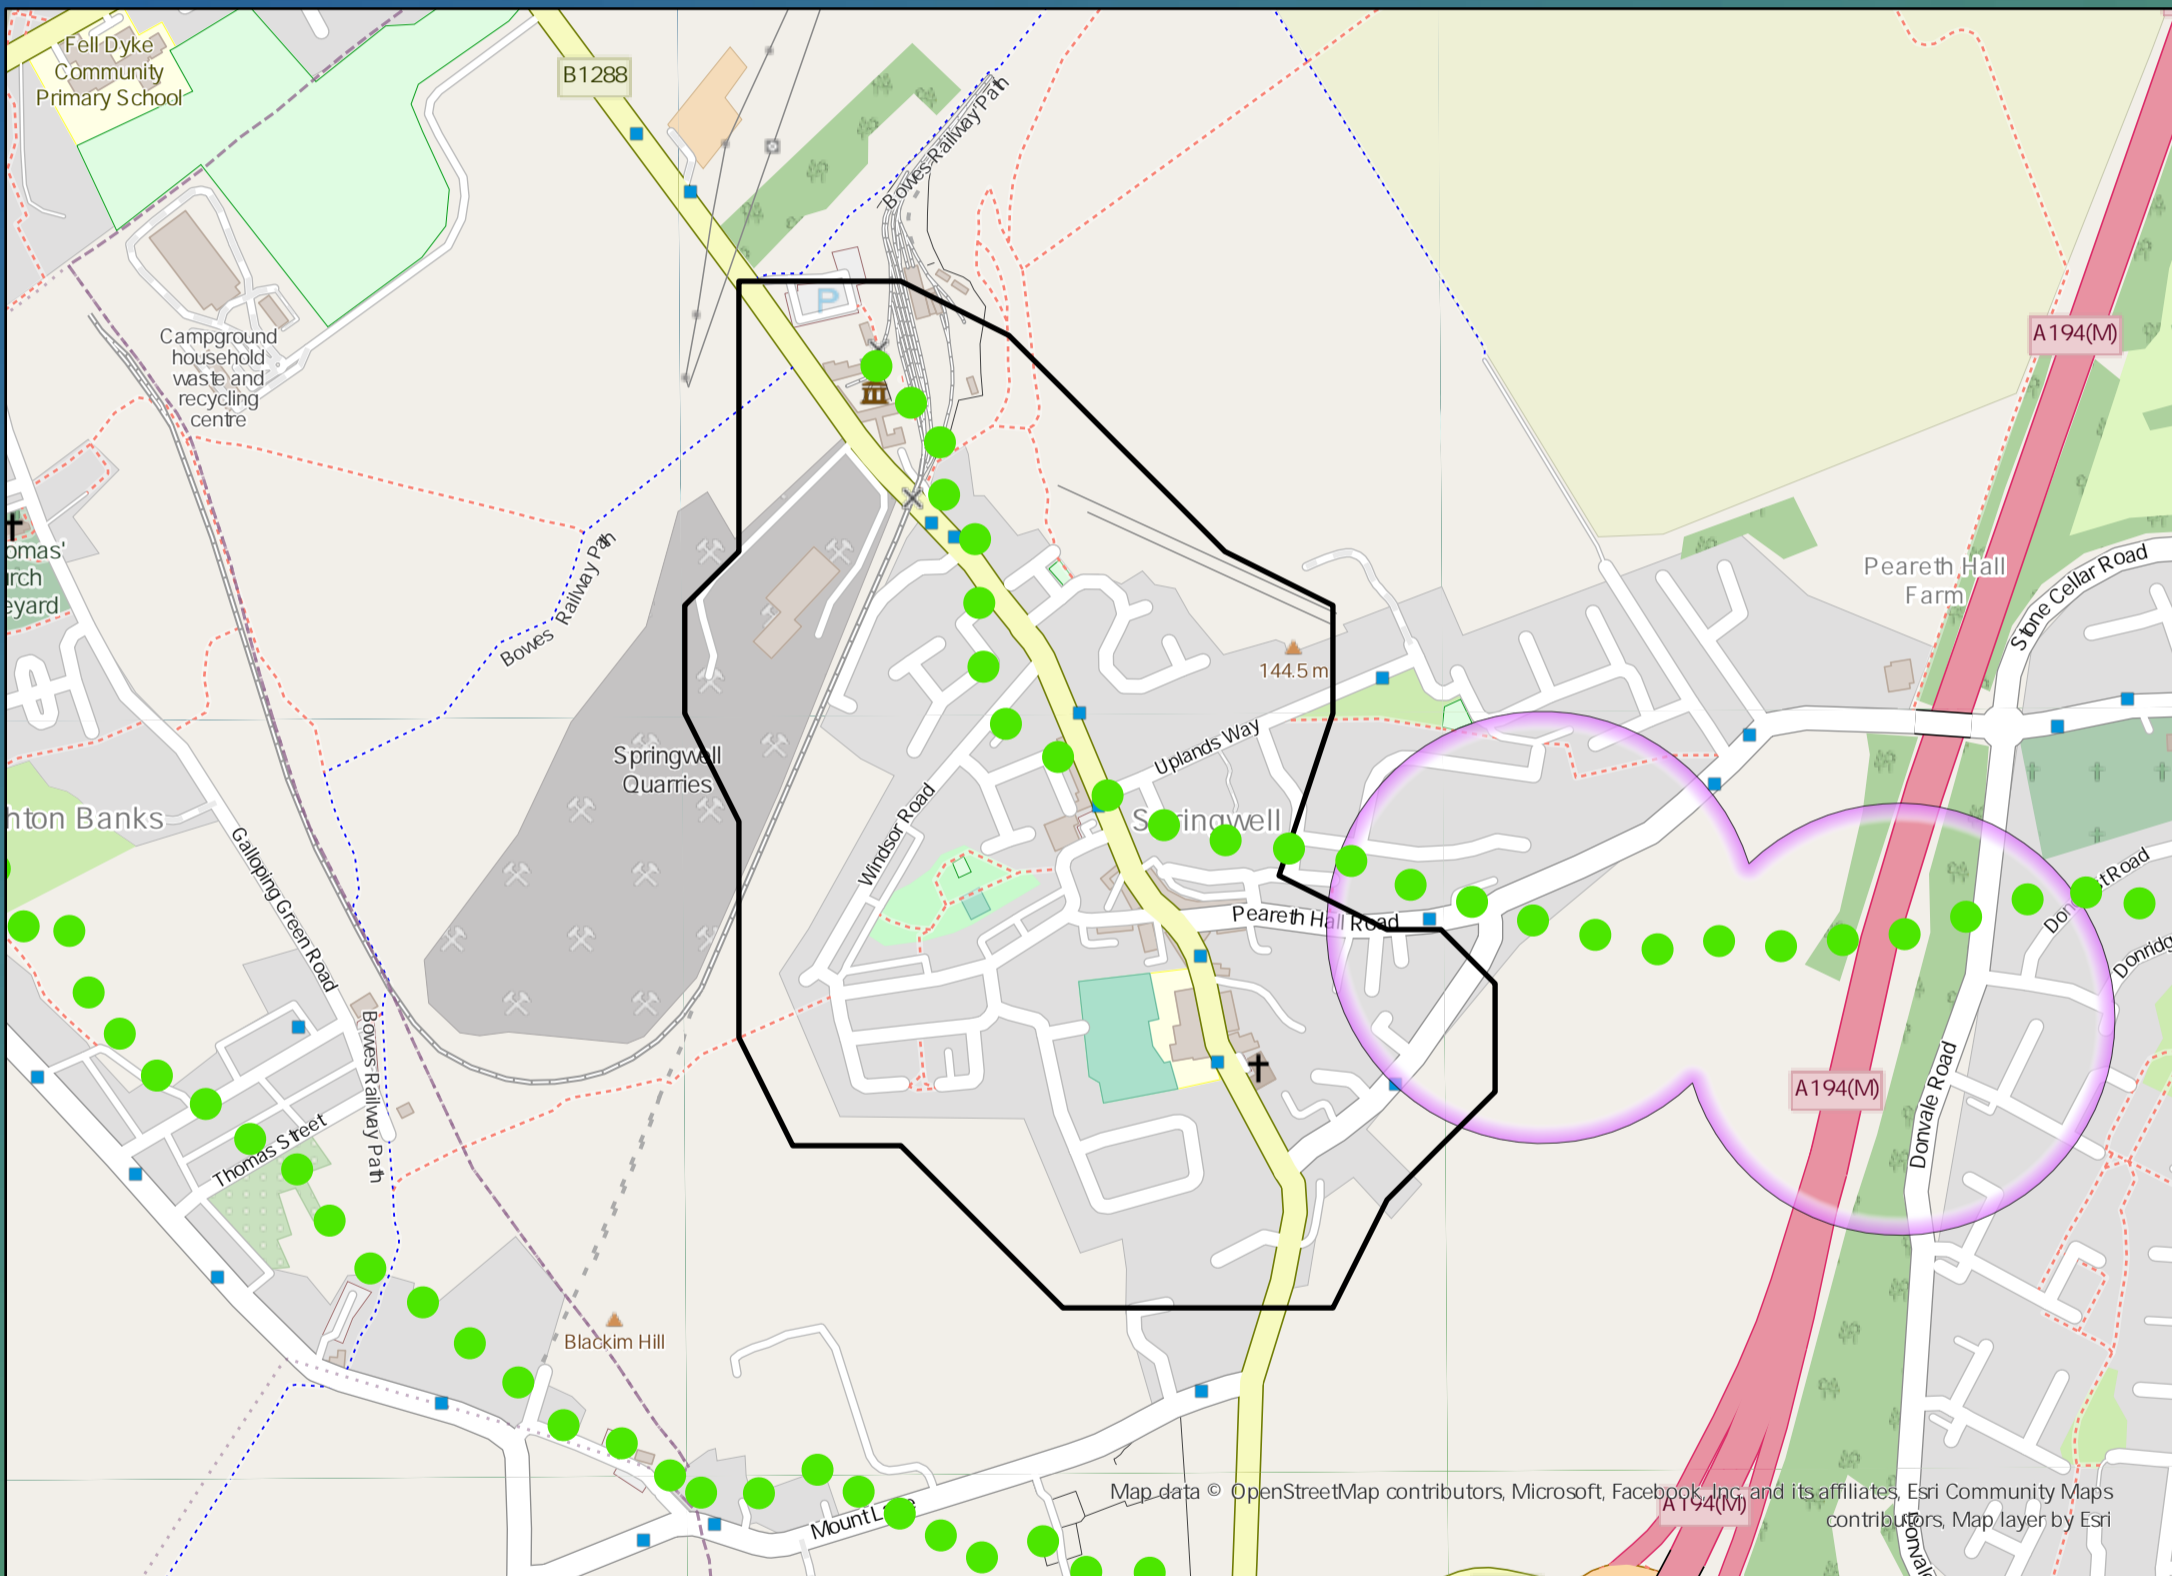 Fell Dyke
Community
Primary School
B1288
Bowes Railway Path
P
A194(M)
Campground
household
waste and
recycling
centre
omas'
rch
eyard
Bowes Railway Path
Peareth Hall
Farm
Stone Cellar Road
144.5 m
Springwell
Quarries
Uplands Way
Springwell
Windsor Road
hton Banks
Galloping Green Road
Peareth Hall Road
Donridg
Bowes Railway Path
A194(M)
Donvale Road
Thomas Street
Blackim Hill
Mount La
A194(M)
Map data © OpenStreetMap contributors, Microsoft, Facebook, Inc. and its affiliates, Esri Community Maps
contributors, Map layer by Esri